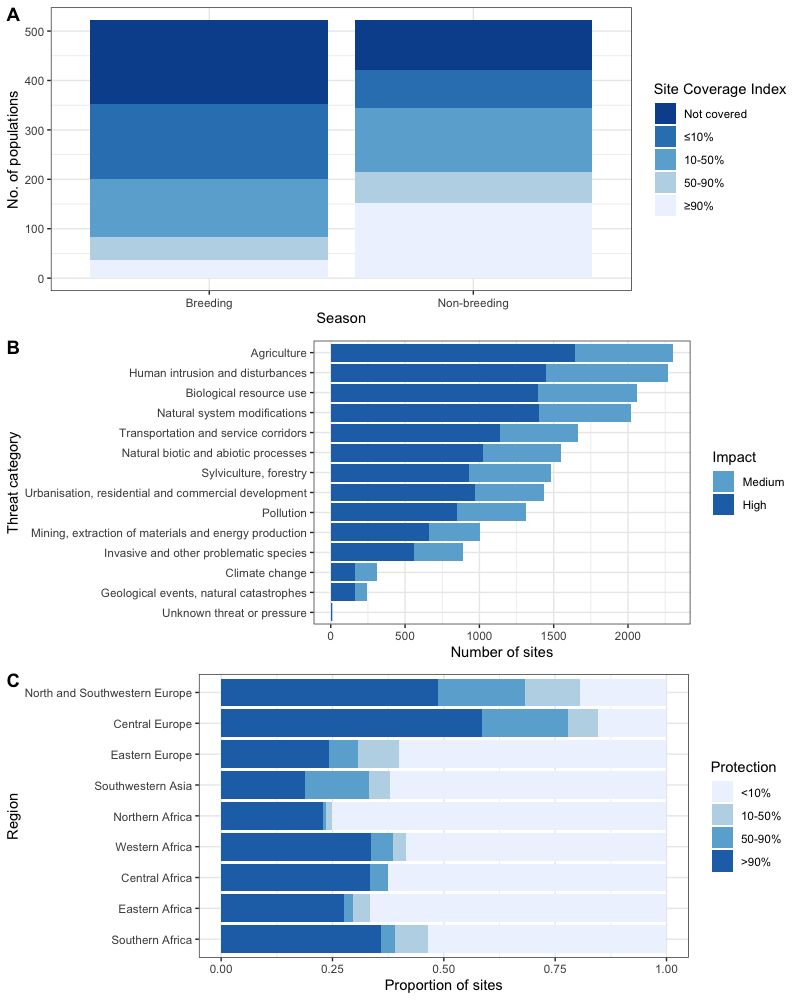 A
No. of populations
500
400
300
200
100
0
Breeding
Non-breeding
Season
Site Coverage Index
Not covered
≤10%
10-50%
50-90%
≥90%
B
Threat category
Agriculture
Human intrusion and disturbances
Biological resource use
Natural system modifications
Transportation and service corridors
Natural biotic and abiotic processes
Sylviculture, forestry
Urbanisation, residential and commercial development
Pollution
Mining, extraction of materials and energy production
Invasive and other problematic species
Climate change
Geological events, natural catastrophes
Unknown threat or pressure
0
500
1000
1500
2000
Number of sites
Impact
Medium
High
C
Region
North and Southwestern Europe
Central Europe
Eastern Europe
Southwestern Asia
Northern Africa
Western Africa
Central Africa
Eastern Africa
Southern Africa
0.00
0.25
0.50
0.75
1.00
Proportion of sites
Protection
<10%
10-50%
50-90%
>90%